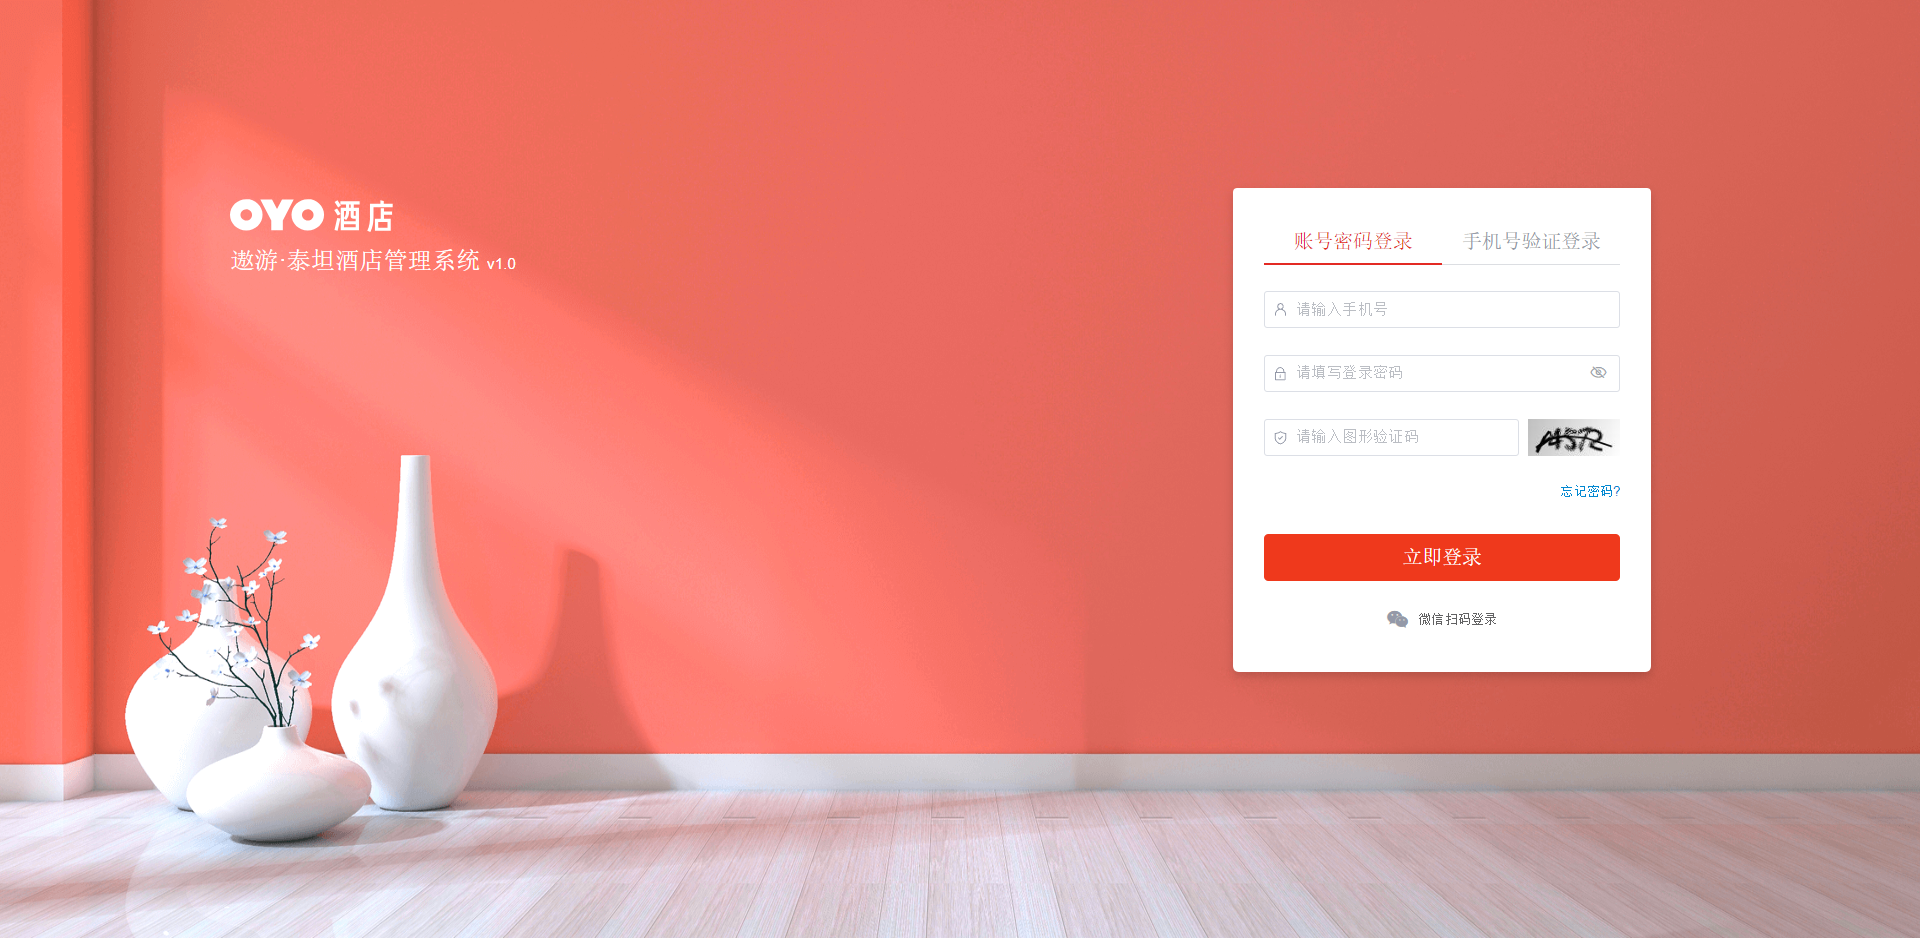 OYO 酒店
遨游·泰坦酒店管理系统 v1.0
账号密码登录 手机号验证登录
请输入手机号
请填写登录密码
请输入图形验证码
忘记密码?
立即登录
微信扫码登录